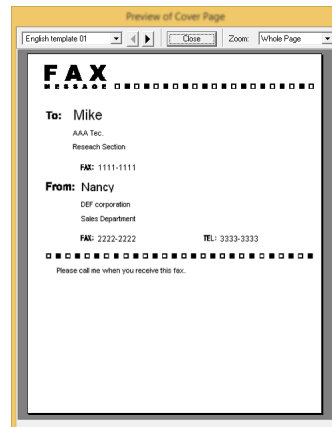 Preview of Cover Page
English template 01 Close Zoom: Whole Page
FAX
MESSAGE
To: Mike
AAA Tec.
Reseach Section
FAX: 1111-1111
From: Nancy
DEF corporation
Sales Department
FAX: 2222-2222 TEL: 3333-3333
Please call me when you receive this fax.